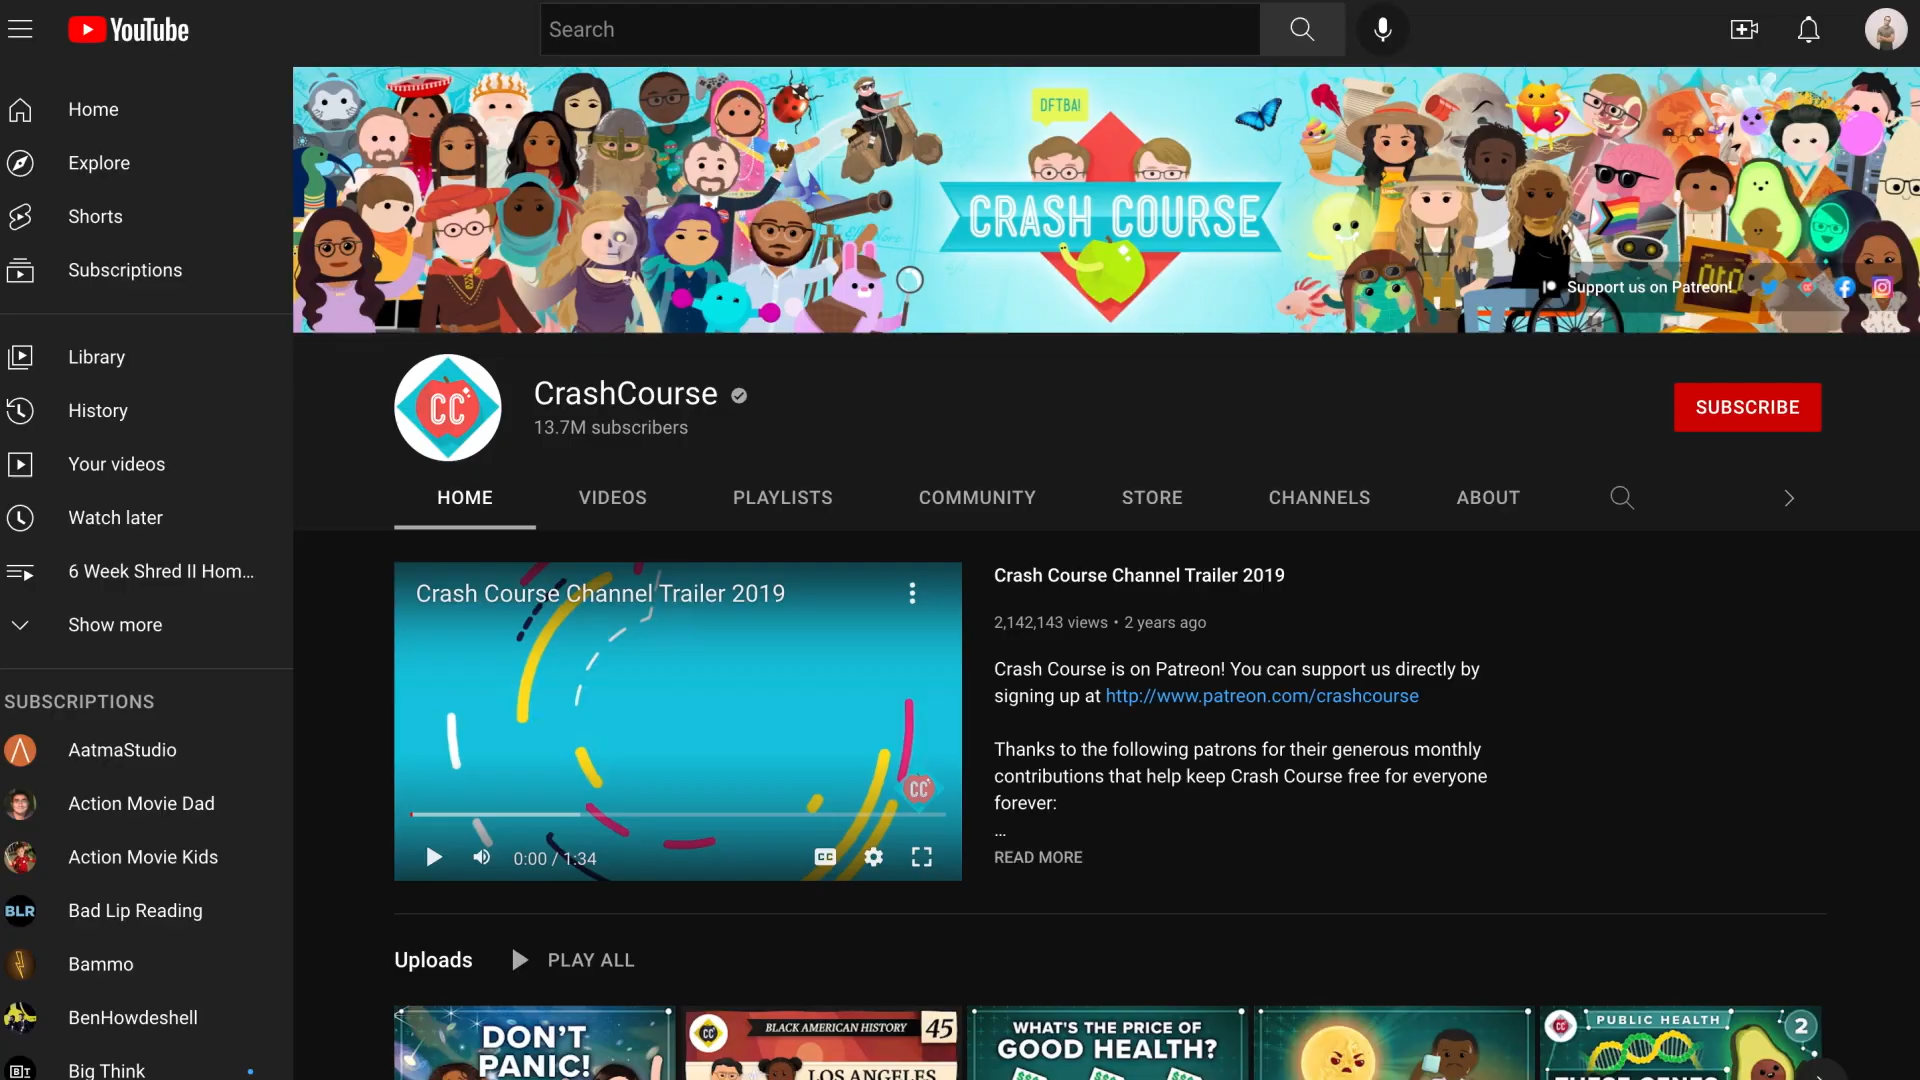 YouTube
Search
Home
Explore
Shorts
Subscriptions
Library
History
Your videos
Watch later
6 Week Shred II Hom...
Show more
SUBSCRIPTIONS
AatmaStudio
Action Movie Dad
Action Movie Kids
BLR
Bad Lip Reading
Bammo
BenHowdeshell
BT
Big Think
DFTBA!
CRASH COURSE
Support us on Patreon!
CC
CrashCourse
13.7M subscribers
SUBSCRIBE
HOME
VIDEOS
PLAYLISTS
COMMUNITY
STORE
CHANNELS
ABOUT
Crash Course Channel Trailer 2019
CC
0:00 / 1:34
CC
Crash Course Channel Trailer 2019
2,142,143 views • 2 years ago
Crash Course is on Patreon! You can support us directly by
signing up at http://www.patreon.com/crashcourse
Thanks to the following patrons for their generous monthly
contributions that help keep Crash Course free for everyone
forever:
...
READ MORE
Uploads
PLAY ALL
DON'T
PANIC!
CC
BLACK AMERICAN HISTORY
45
LOS ANGELES
WHAT'S THE PRICE OF
GOOD HEALTH?
CC
PUBLIC HEALTH
2